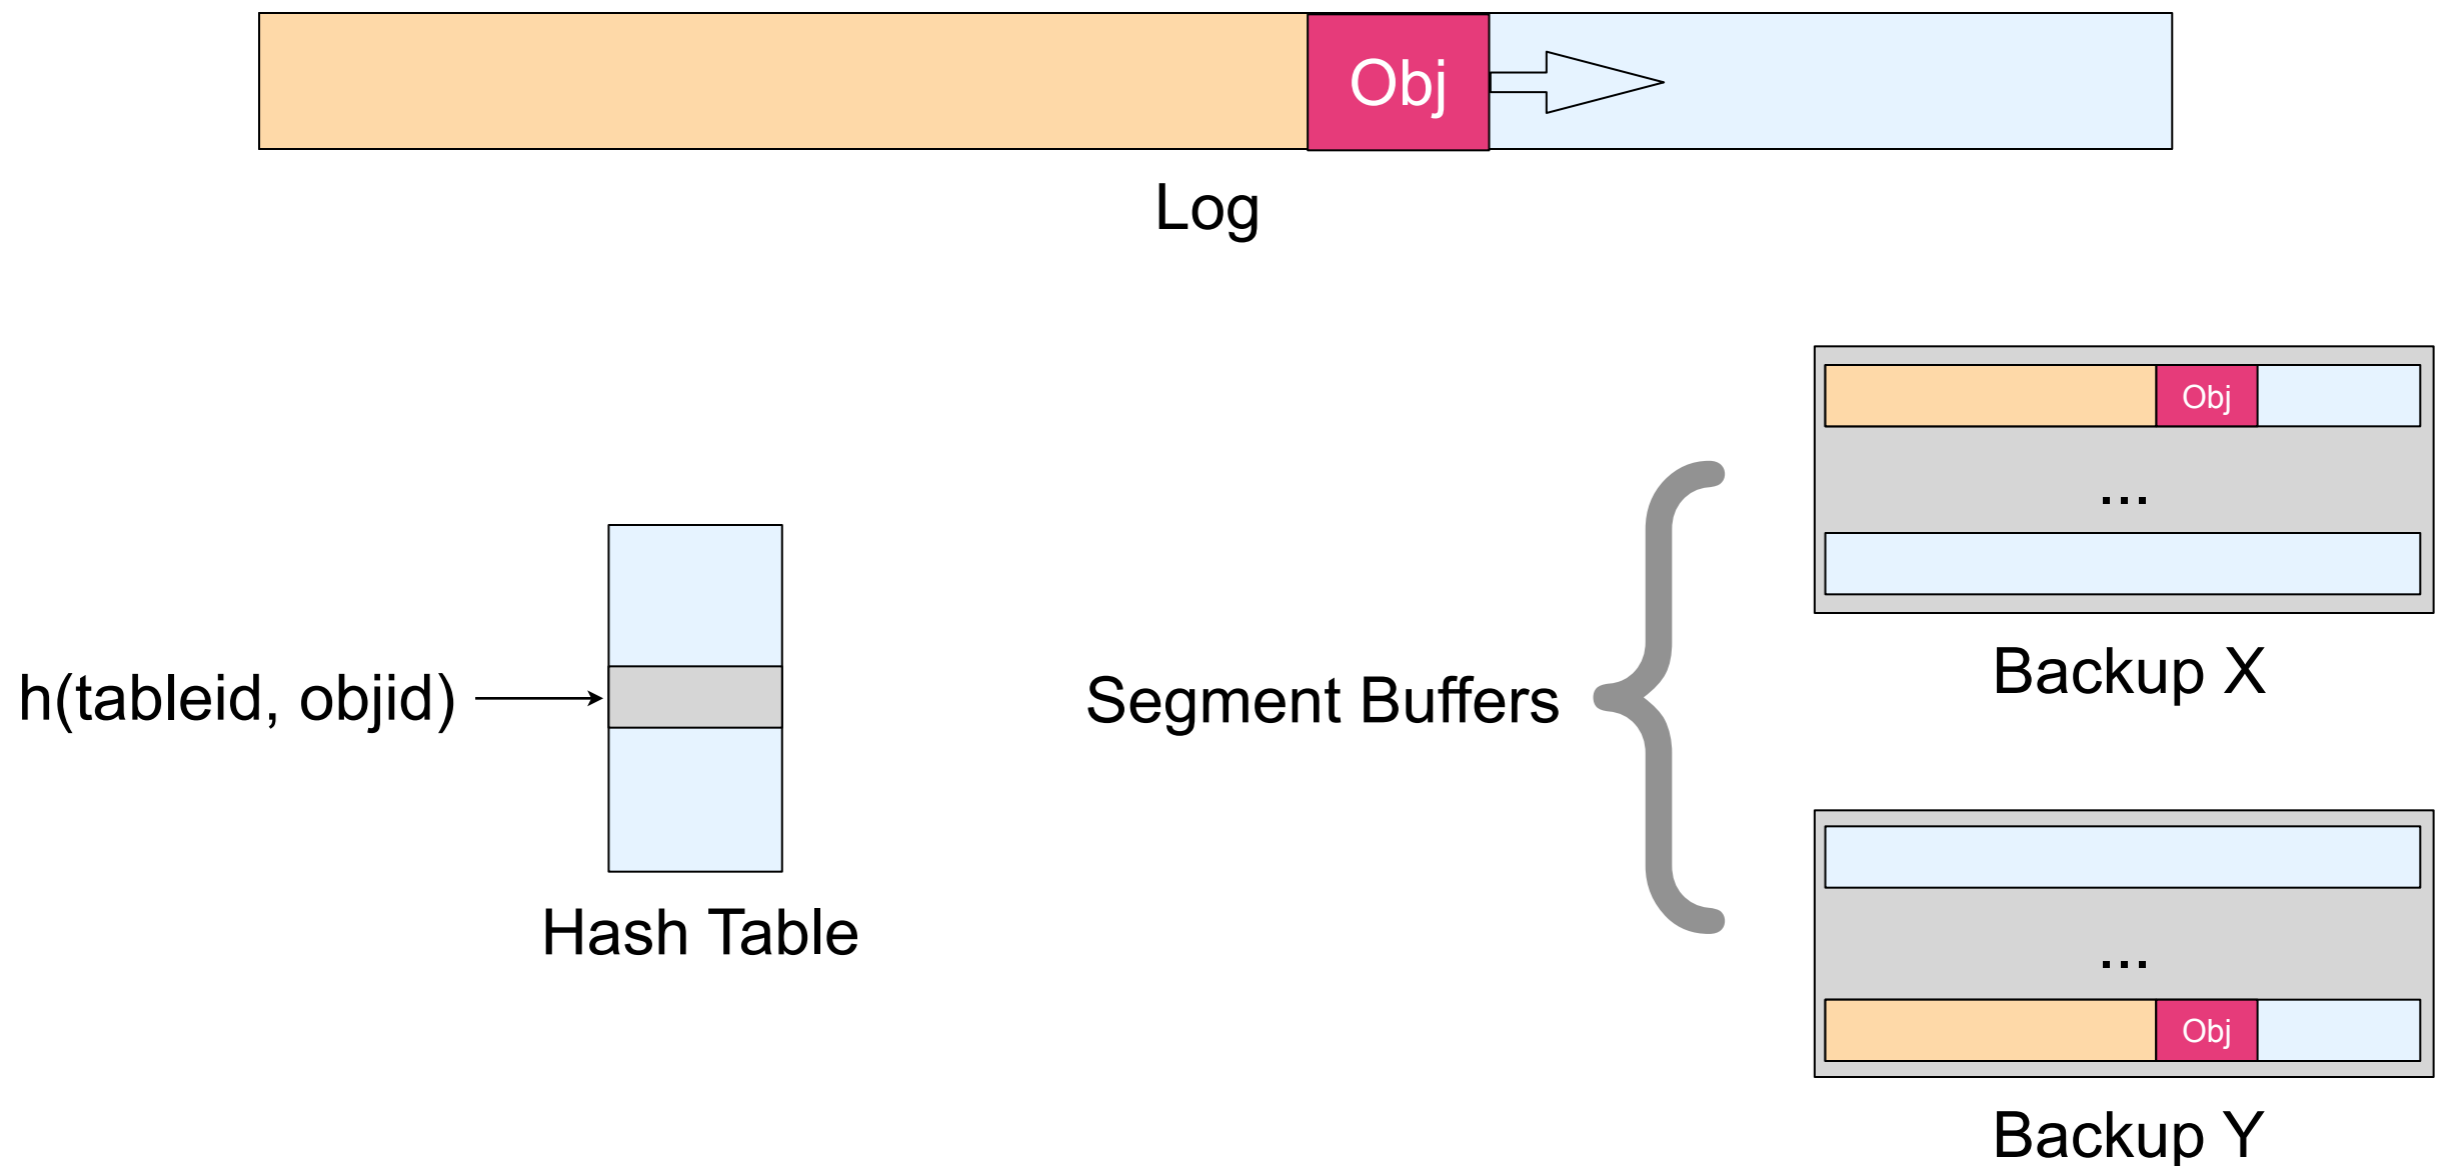 Obj
Log
Obj
...
h(tableid, objid)
Segment Buffers
Backup X
Hash Table
...
Obj
Backup Y